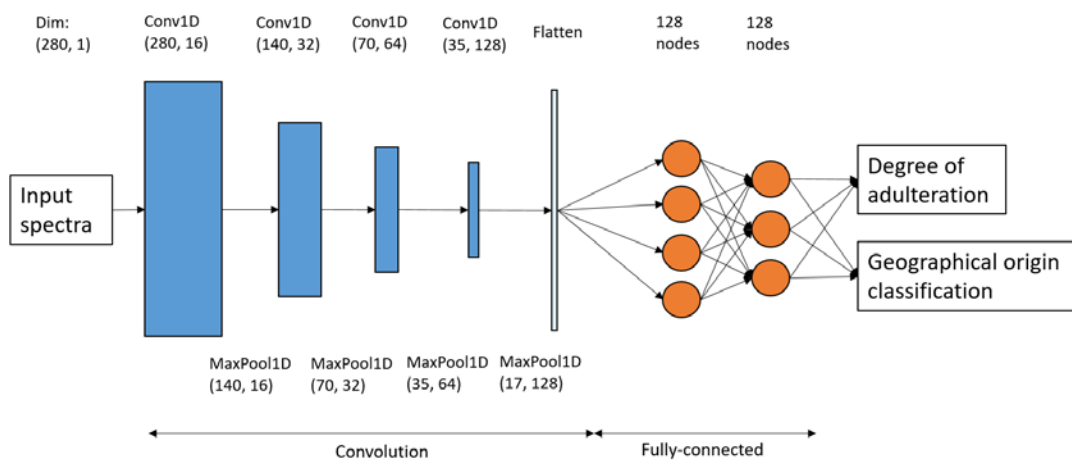 Dim:
(280, 1)
Conv1D
(280, 16)
Conv1D
(140, 32)
Conv1D
(70, 64)
Conv1D
(35, 128)
Flatten
128
nodes
128
nodes
Input
spectra
Degree of
adulteration
Geographical origin
classification
MaxPool1D
(140, 16)
MaxPool1D
(70, 32)
MaxPool1D
(35, 64)
MaxPool1D
(17, 128)
Convolution
Fully-connected